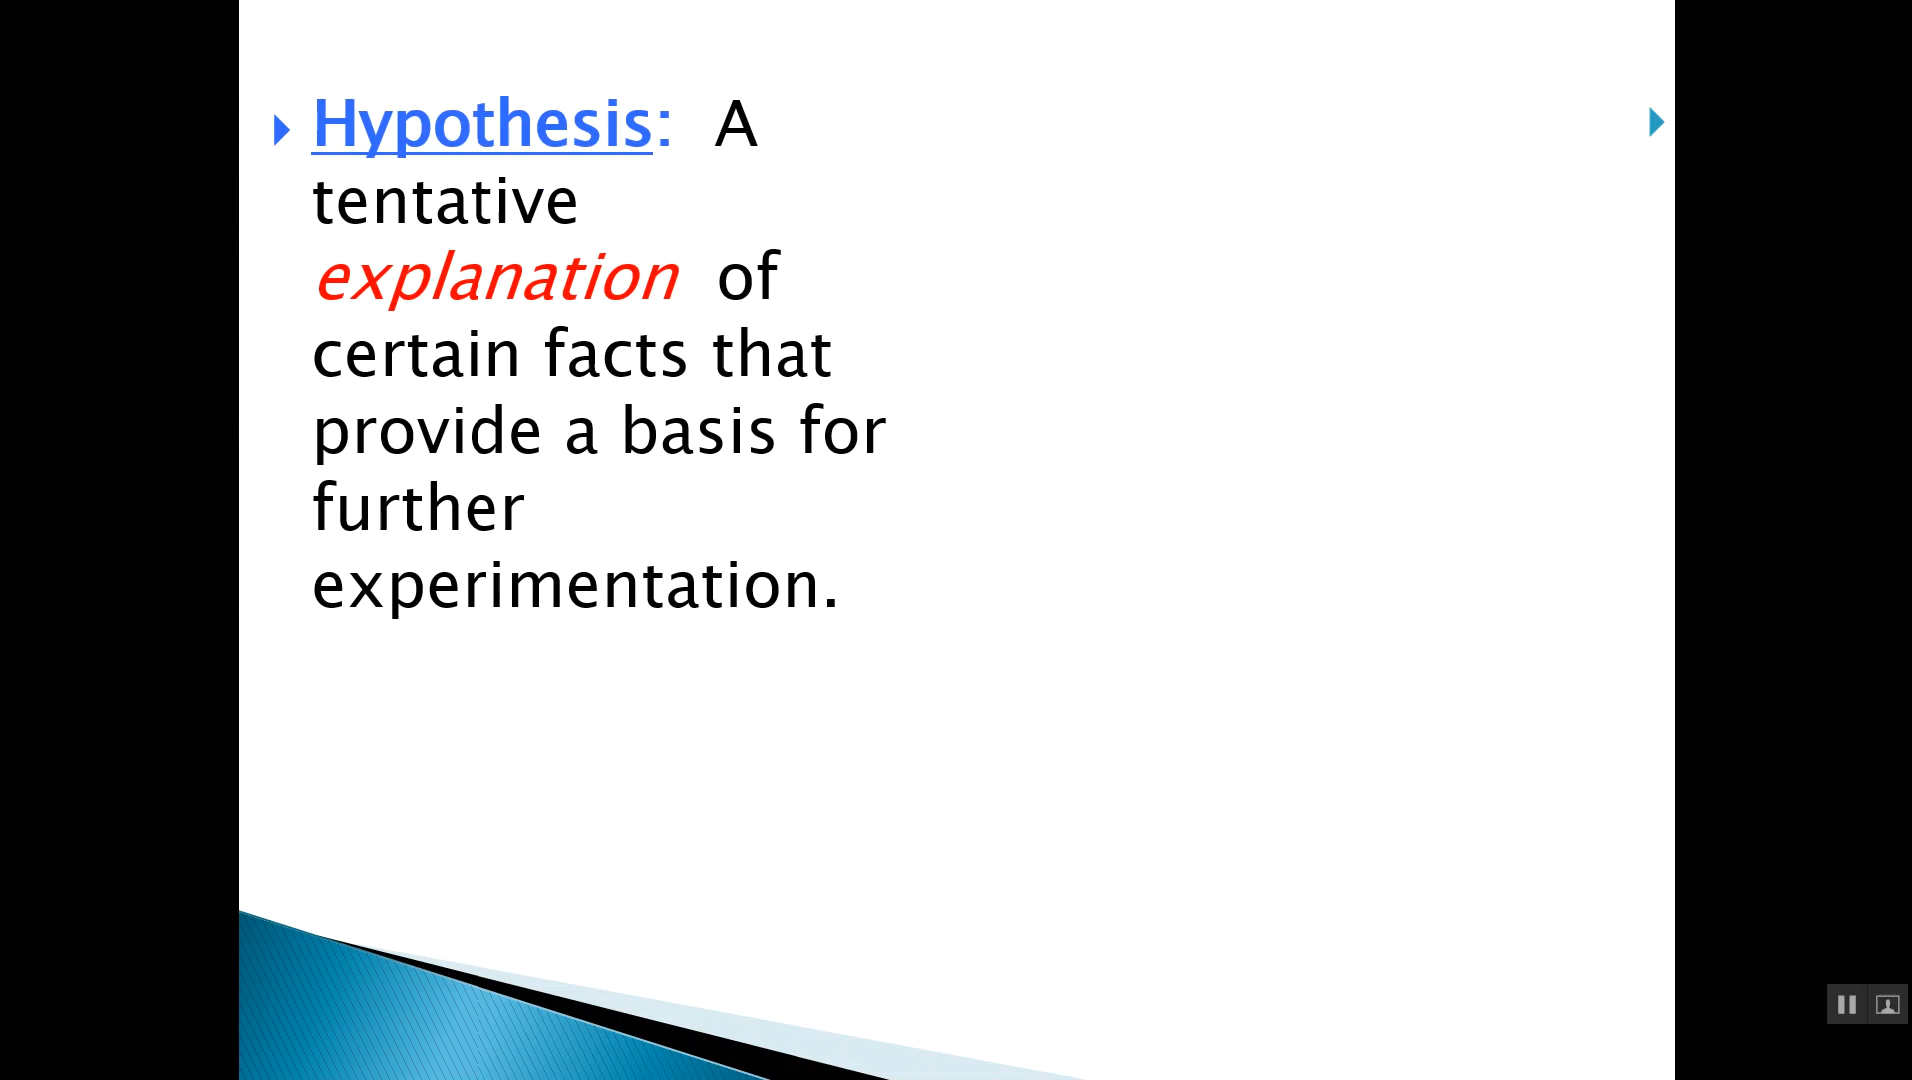 Hypothesis: A
tentative
explanation of
certain facts that
provide a basis for
further
experimentation.